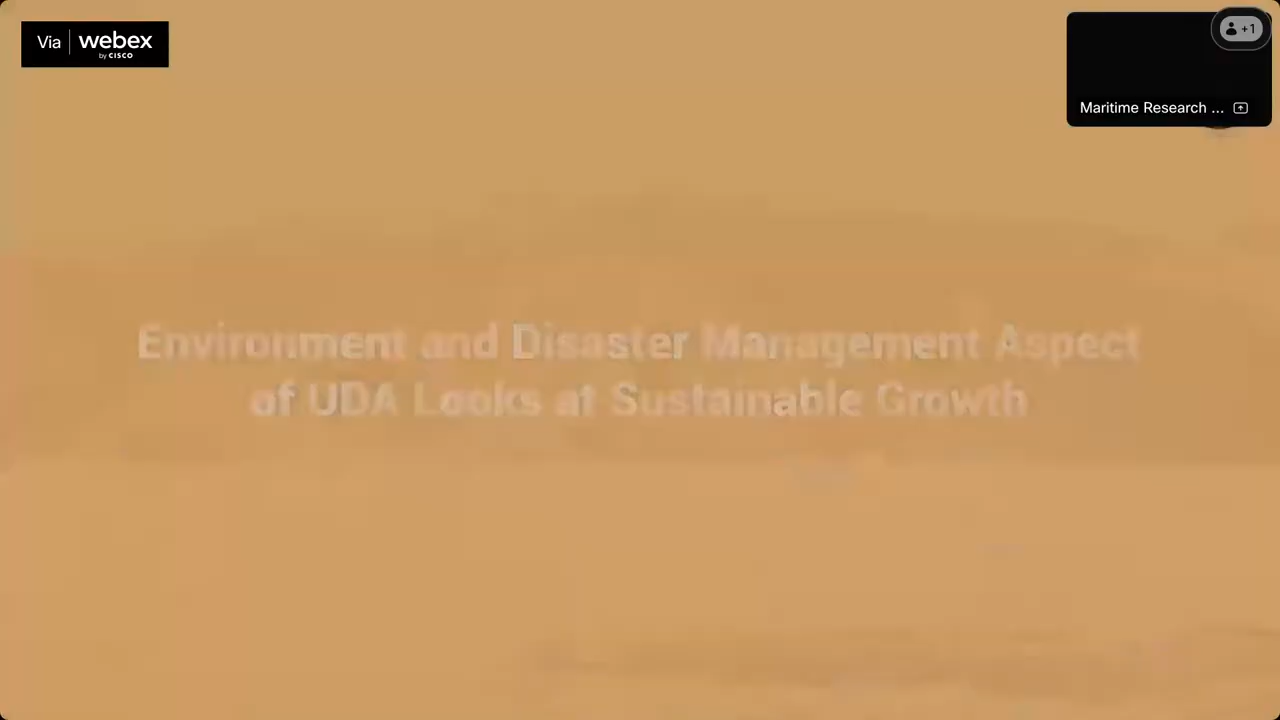 Via webex
by CISCO
+1
Maritime Research ...
Environment and Disaster Management Aspect
of UDA Looks at Sustainable Growth